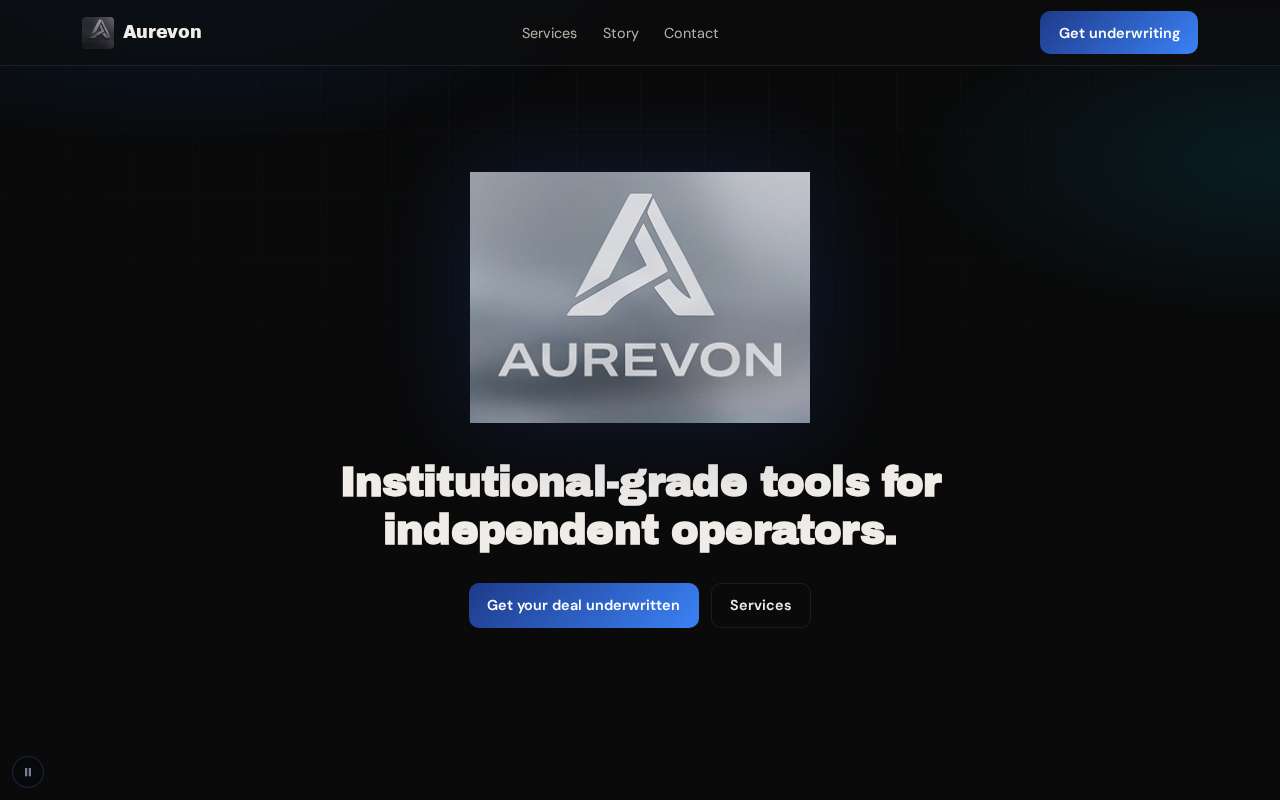 Aurevon
Services
Story
Contact
Get underwriting
AUREVON
Institutional-grade tools for
independent operators.
Get your deal underwritten
Services